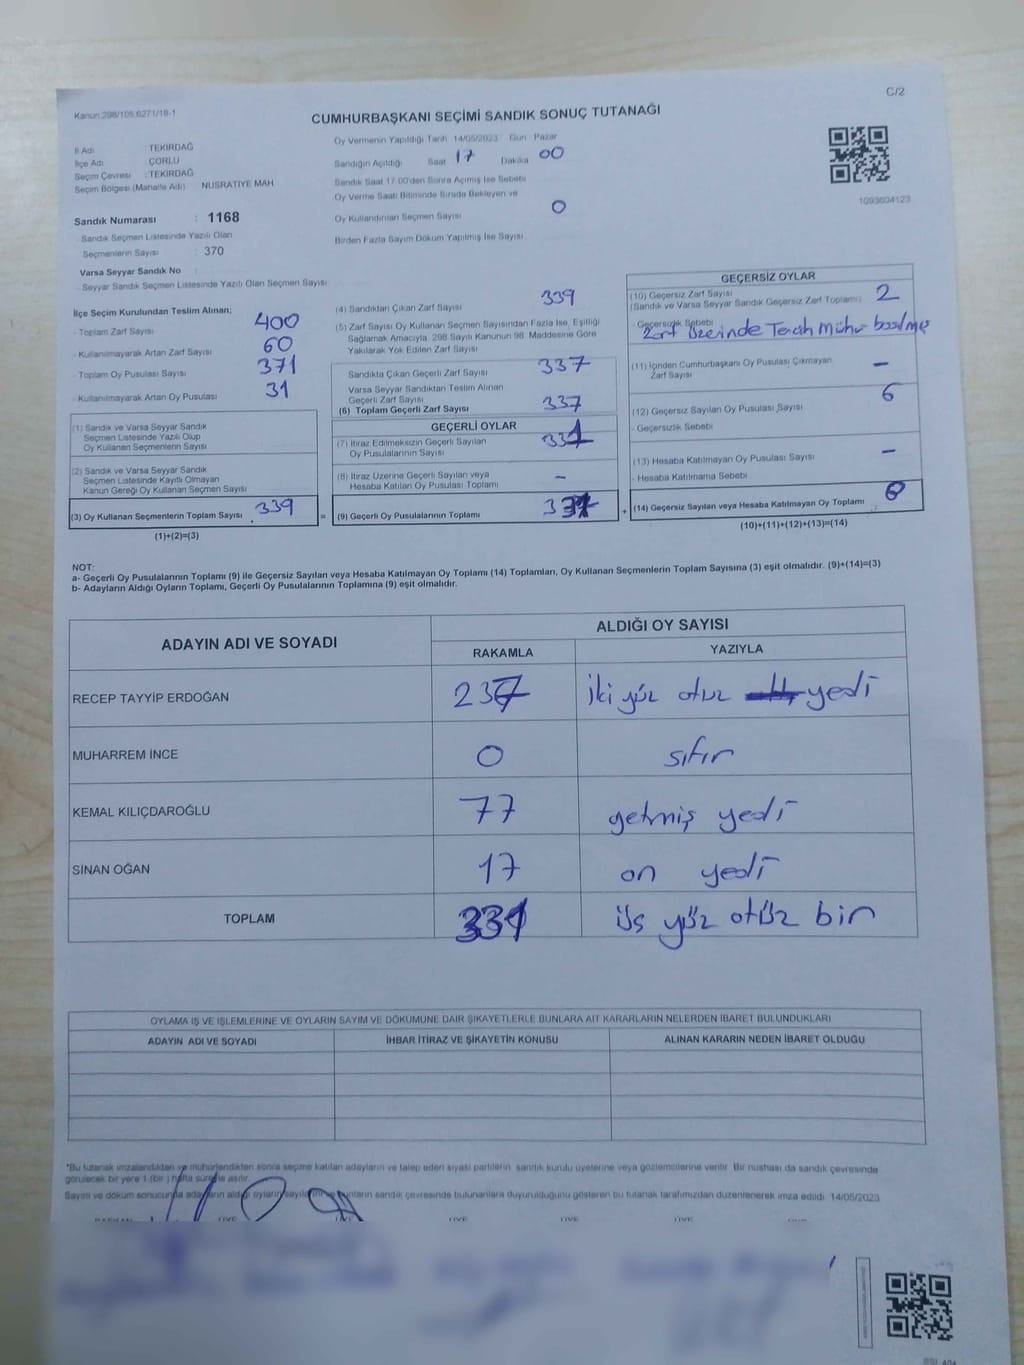 C/2
Kanun:298/105,6271/18-1
CUMHURBAŞKANI SEÇİMİ SANDIK SONUÇ TUTANAĞI
İl Adı TEKİRDAĞ
İlçe Adı ÇORLU
Seçim Çevresi : TEKİRDAĞ
Seçim Bölgesi (Mahalle Adı) NUSRATİYE MAH
Sandık Numarası : 1168
- Sandık Seçmen Listesinde Yazılı Olan
Seçmenlerin Sayısı : 370
Varsa Seyyar Sandık No :
- Seyyar Sandık Seçmen Listesinde Yazılı Olan Seçmen Sayısı
Oy Vermenin Yapıldığı Tarih 14/05/2023 Gün Pazar
Sandığın Açıldığı Saat 17 Dakika 00
Sandık Saat 17:00'den Sonra Açılmış İse Sebebi
Oy Verme Saati Bitiminde Sırada Bekleyen ve
Oy Kullandırılan Seçmen Sayısı 0
Birden Fazla Sayım Döküm Yapılmış İse Sayısı
1093604123
İlçe Seçim Kurulundan Teslim Alınan;
- Toplam Zarf Sayısı 400
- Kullanılmayarak Artan Zarf Sayısı 60
- Toplam Oy Pusulası Sayısı 371
- Kullanılmayarak Artan Oy Pusulası 31
(1) Sandık ve Varsa Seyyar Sandık
Seçmen Listesinde Yazılı Olup
Oy Kullanan Seçmenlerin Sayısı
(2) Sandık ve Varsa Seyyar Sandık
Seçmen Listesinde Kayıtlı Olmayan
Kanun Gereği Oy Kullanan Seçmen Sayısı
(3) Oy Kullanan Seçmenlerin Toplam Sayısı 339
(1)+(2)=(3)
=
(4) Sandıktan Çıkan Zarf Sayısı 339
(5) Zarf Sayısı Oy Kullanan Seçmen Sayısından Fazla İse, Eşitliği
Sağlamak Amacıyla, 298 Sayılı Kanunun 98. Maddesine Göre
Yakılarak Yok Edilen Zarf Sayısı
Sandıkta Çıkan Geçerli Zarf Sayısı 337
Varsa Seyyar Sandıktan Teslim Alınan
Geçerli Zarf Sayısı
(6) Toplam Geçerli Zarf Sayısı 337
GEÇERLİ OYLAR
(7) İtiraz Edilmeksizin Geçerli Sayılan
Oy Pusulalarının Sayısı 331
(8) İtiraz Üzerine Geçerli Sayılan veya
Hesaba Katılan Oy Pusulası Toplamı –
(9) Geçerli Oy Pusulalarının Toplamı
+
GEÇERSİZ OYLAR
(10) Geçersiz Zarf Sayısı
(Sandık ve Varsa Seyyar Sandık Geçersiz Zarf Toplamı) 2
- Geçersizlik Sebebi
Zarf üzerinde Tercih Mühür basılmış
(11) İçinden Cumhurbaşkanı Oy Pusulası Çıkmayan
Zarf Sayısı –
(12) Geçersiz Sayılan Oy Pusulası Sayısı 6
- Geçersizlik Sebebi
(13) Hesaba Katılmayan Oy Pusulası Sayısı –
- Hesaba Katılmama Sebebi
(14) Geçersiz Sayılan veya Hesaba Katılmayan Oy Toplamı
(10)+(11)+(12)+(13)=(14)
NOT:
a- Geçerli Oy Pusulalarının Toplamı (9) ile Geçersiz Sayılan veya Hesaba Katılmayan Oy Toplamı (14) Toplamları, Oy Kullanan Seçmenlerin Toplam Sayısına (3) eşit olmalıdır. (9)+(14)=(3)
b- Adayların Aldığı Oyların Toplamı, Geçerli Oy Pusulalarının Toplamına (9) eşit olmalıdır.
ADAYIN ADI VE SOYADI ALDIĞI OY SAYISI
RAKAMLA YAZIYLA
RECEP TAYYİP ERDOĞAN 237 iki yüz otuz yedi
MUHARREM İNCE 0 sıfır
KEMAL KILIÇDAROĞLU 77 yetmiş yedi
SİNAN OĞAN 17 on yedi
TOPLAM 331 üç yüz otüz bir
OYLAMA İŞ VE İŞLEMLERİNE VE OYLARIN SAYIM VE DÖKÜMÜNE DAİR ŞİKAYETLERLE BUNLARA AİT KARARLARIN NELERDEN İBARET BULUNDUKLARI
ADAYIN ADI VE SOYADI İHBAR İTİRAZ VE ŞİKAYETİN KONUSU ALINAN KARARIN NEDEN İBARET OLDUĞU
*Bu tutanak imzalandıktan ve mühürlendikten sonra seçime katılan adayların ve talep eden siyasi partilerin sandık kurulu üyelerine veya gözlemcilerine verilir. Bir nüshası da sandık çevresinde
görülecek bir yere 1 (bir ) hafta süreyle asılır.
Sayım ve döküm sonucunda adayların aldığı oyların sayıları ve bunların sandık çevresinde bulunanlara duyurulduğunu gösteren bu tutanak tarafımızdan düzenlenerek imza edildi. 14/05/2023
BAŞKAN ÜYE ÜYE ÜYE ÜYE ÜYE